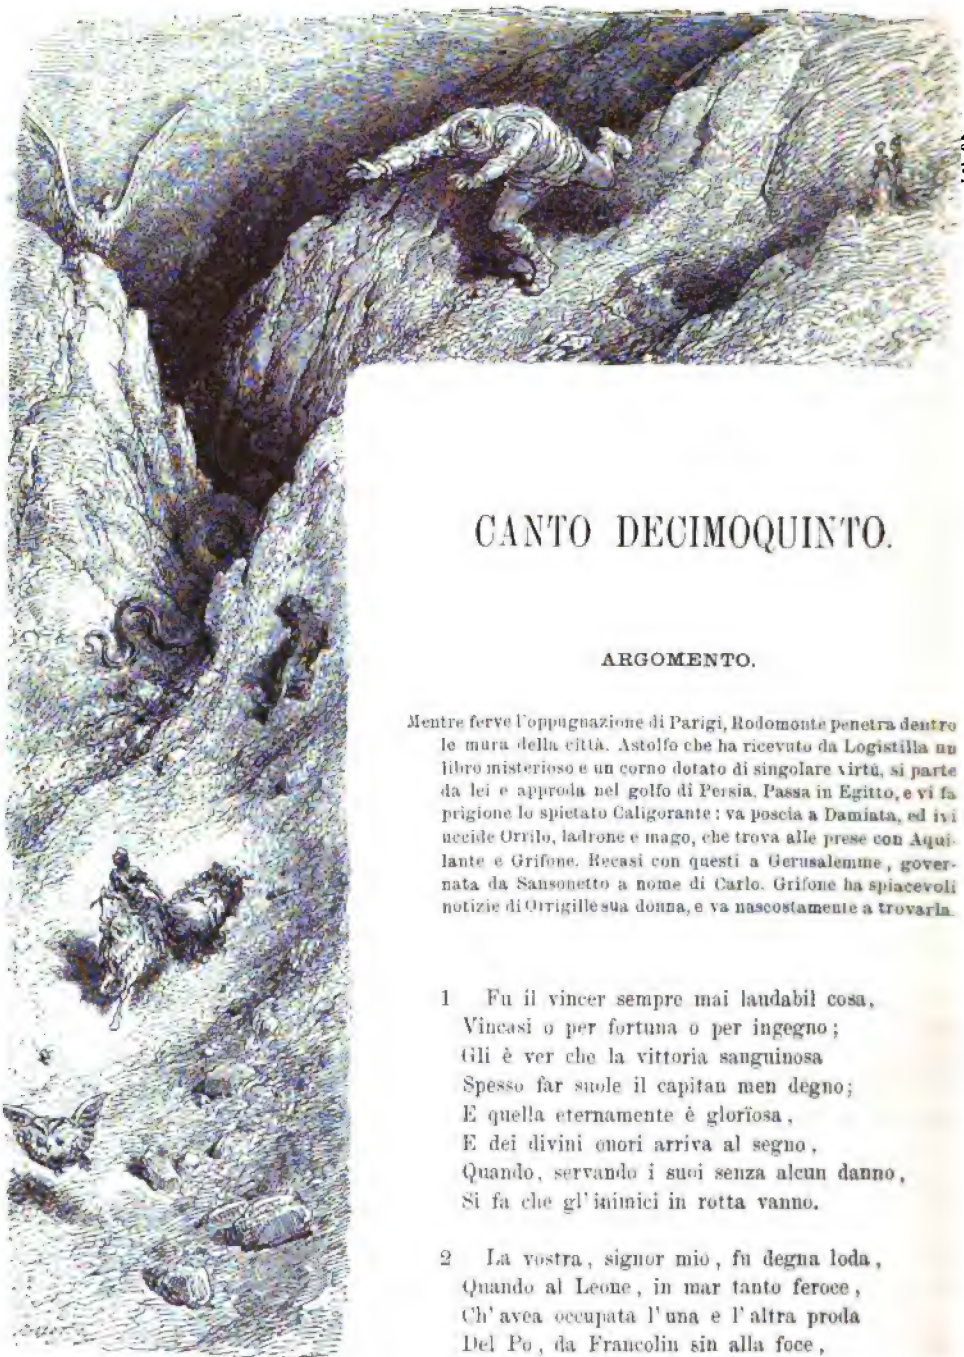 CANTO DECIMOQUINTO.
ARGOMENTO.
Mentre ferve l'oppugnazione di Parigi, Rodomonte penetra dentro
le mura della città. Astolfo che ha ricevuto da Logistilla un
libro misterioso e un corno dotato di singolare virtù, si parte
da lei e approda nel golfo di Persia. Passa in Egitto, e vi fa
prigione lo spietato Caligorante: va poscia a Damiata, ed ivi
uccide Orrilo, ladrone e mago, che trova alle prese con Aqui-
lante e Grifone. Recasi con questi a Gerusalemme, gover-
nata da Sansonetto a nome di Carlo. Grifone ha spiacevoli
notizie di Orrigille sua donna, e va nascostamente a trovarla.
1 Fu il vincer sempre mai laudabil cosa,
Vincasi o per fortuna o per ingegno;
Gli è ver che la vittoria sanguinosa
Spesso far suole il capitan men degno;
E quella eternamente è glorïosa,
E dei divini onori arriva al segno,
Quando, servando i suoi senza alcun danno,
Si fa che gl'inimici in rotta vanno.
2 La vostra, signor mio, fu degna loda,
Quando al Leone, in mar tanto feroce,
Ch'avea occupata l'una e l'altra proda
Del Po, da Francolin sin alla foce,